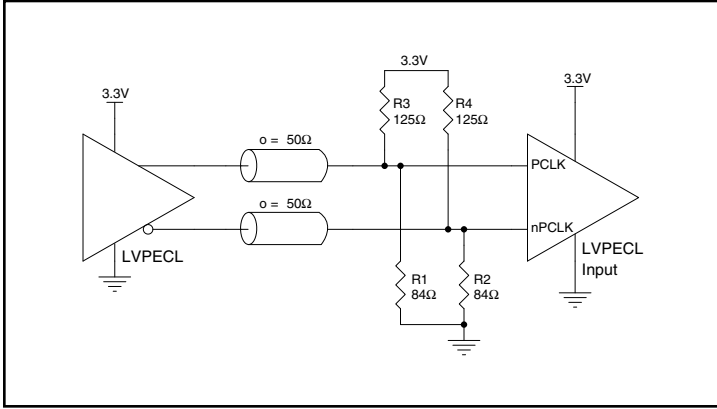 3.3V
3.3V
3.3V
R3
125Ω
R4
125Ω
o = 50Ω
PCLK
o = 50Ω
nPCLK
LVPECL
LVPECL
Input
R1
84Ω
R2
84Ω